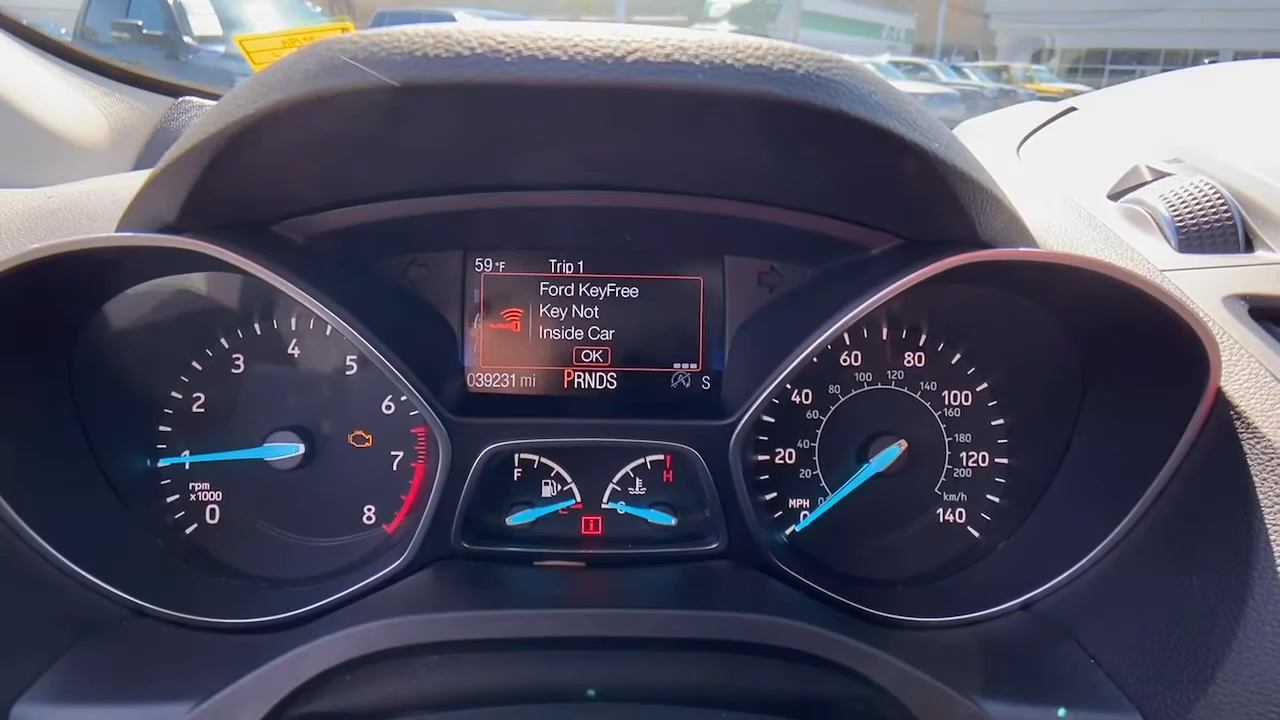 59 °F Trip 1
Ford KeyFree
Key Not
Inside Car
OK
039231 mi PRNDS S
1
2
3
4
5
6
7
8
0
rpm
x1000
F
H
C
MPH
0
20
40
60
80
100
120
140
20
40
60
80
100
120
140
160
180
200
km/h